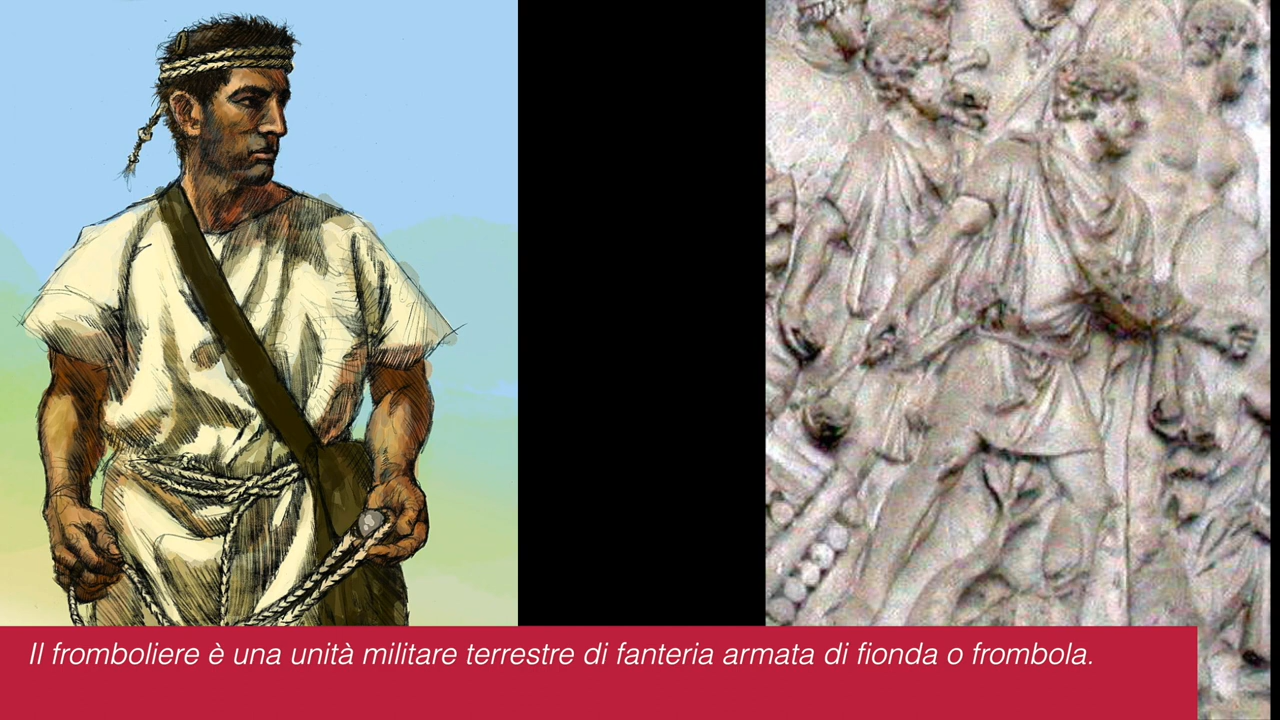 Il fromboliere è una unità militare terrestre di fanteria armata di fionda o frombola.